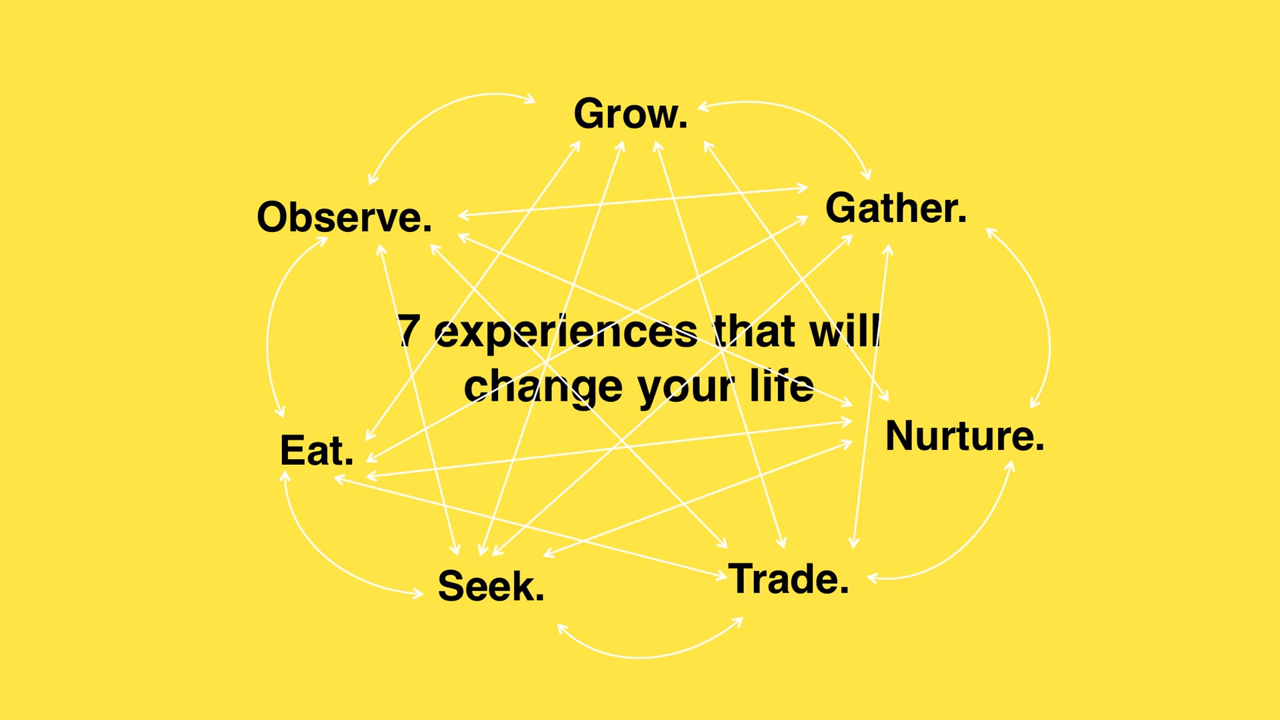 Grow.
Observe.
Gather.
7 experiences that will
change your life
Eat.
Nurture.
Seek.
Trade.